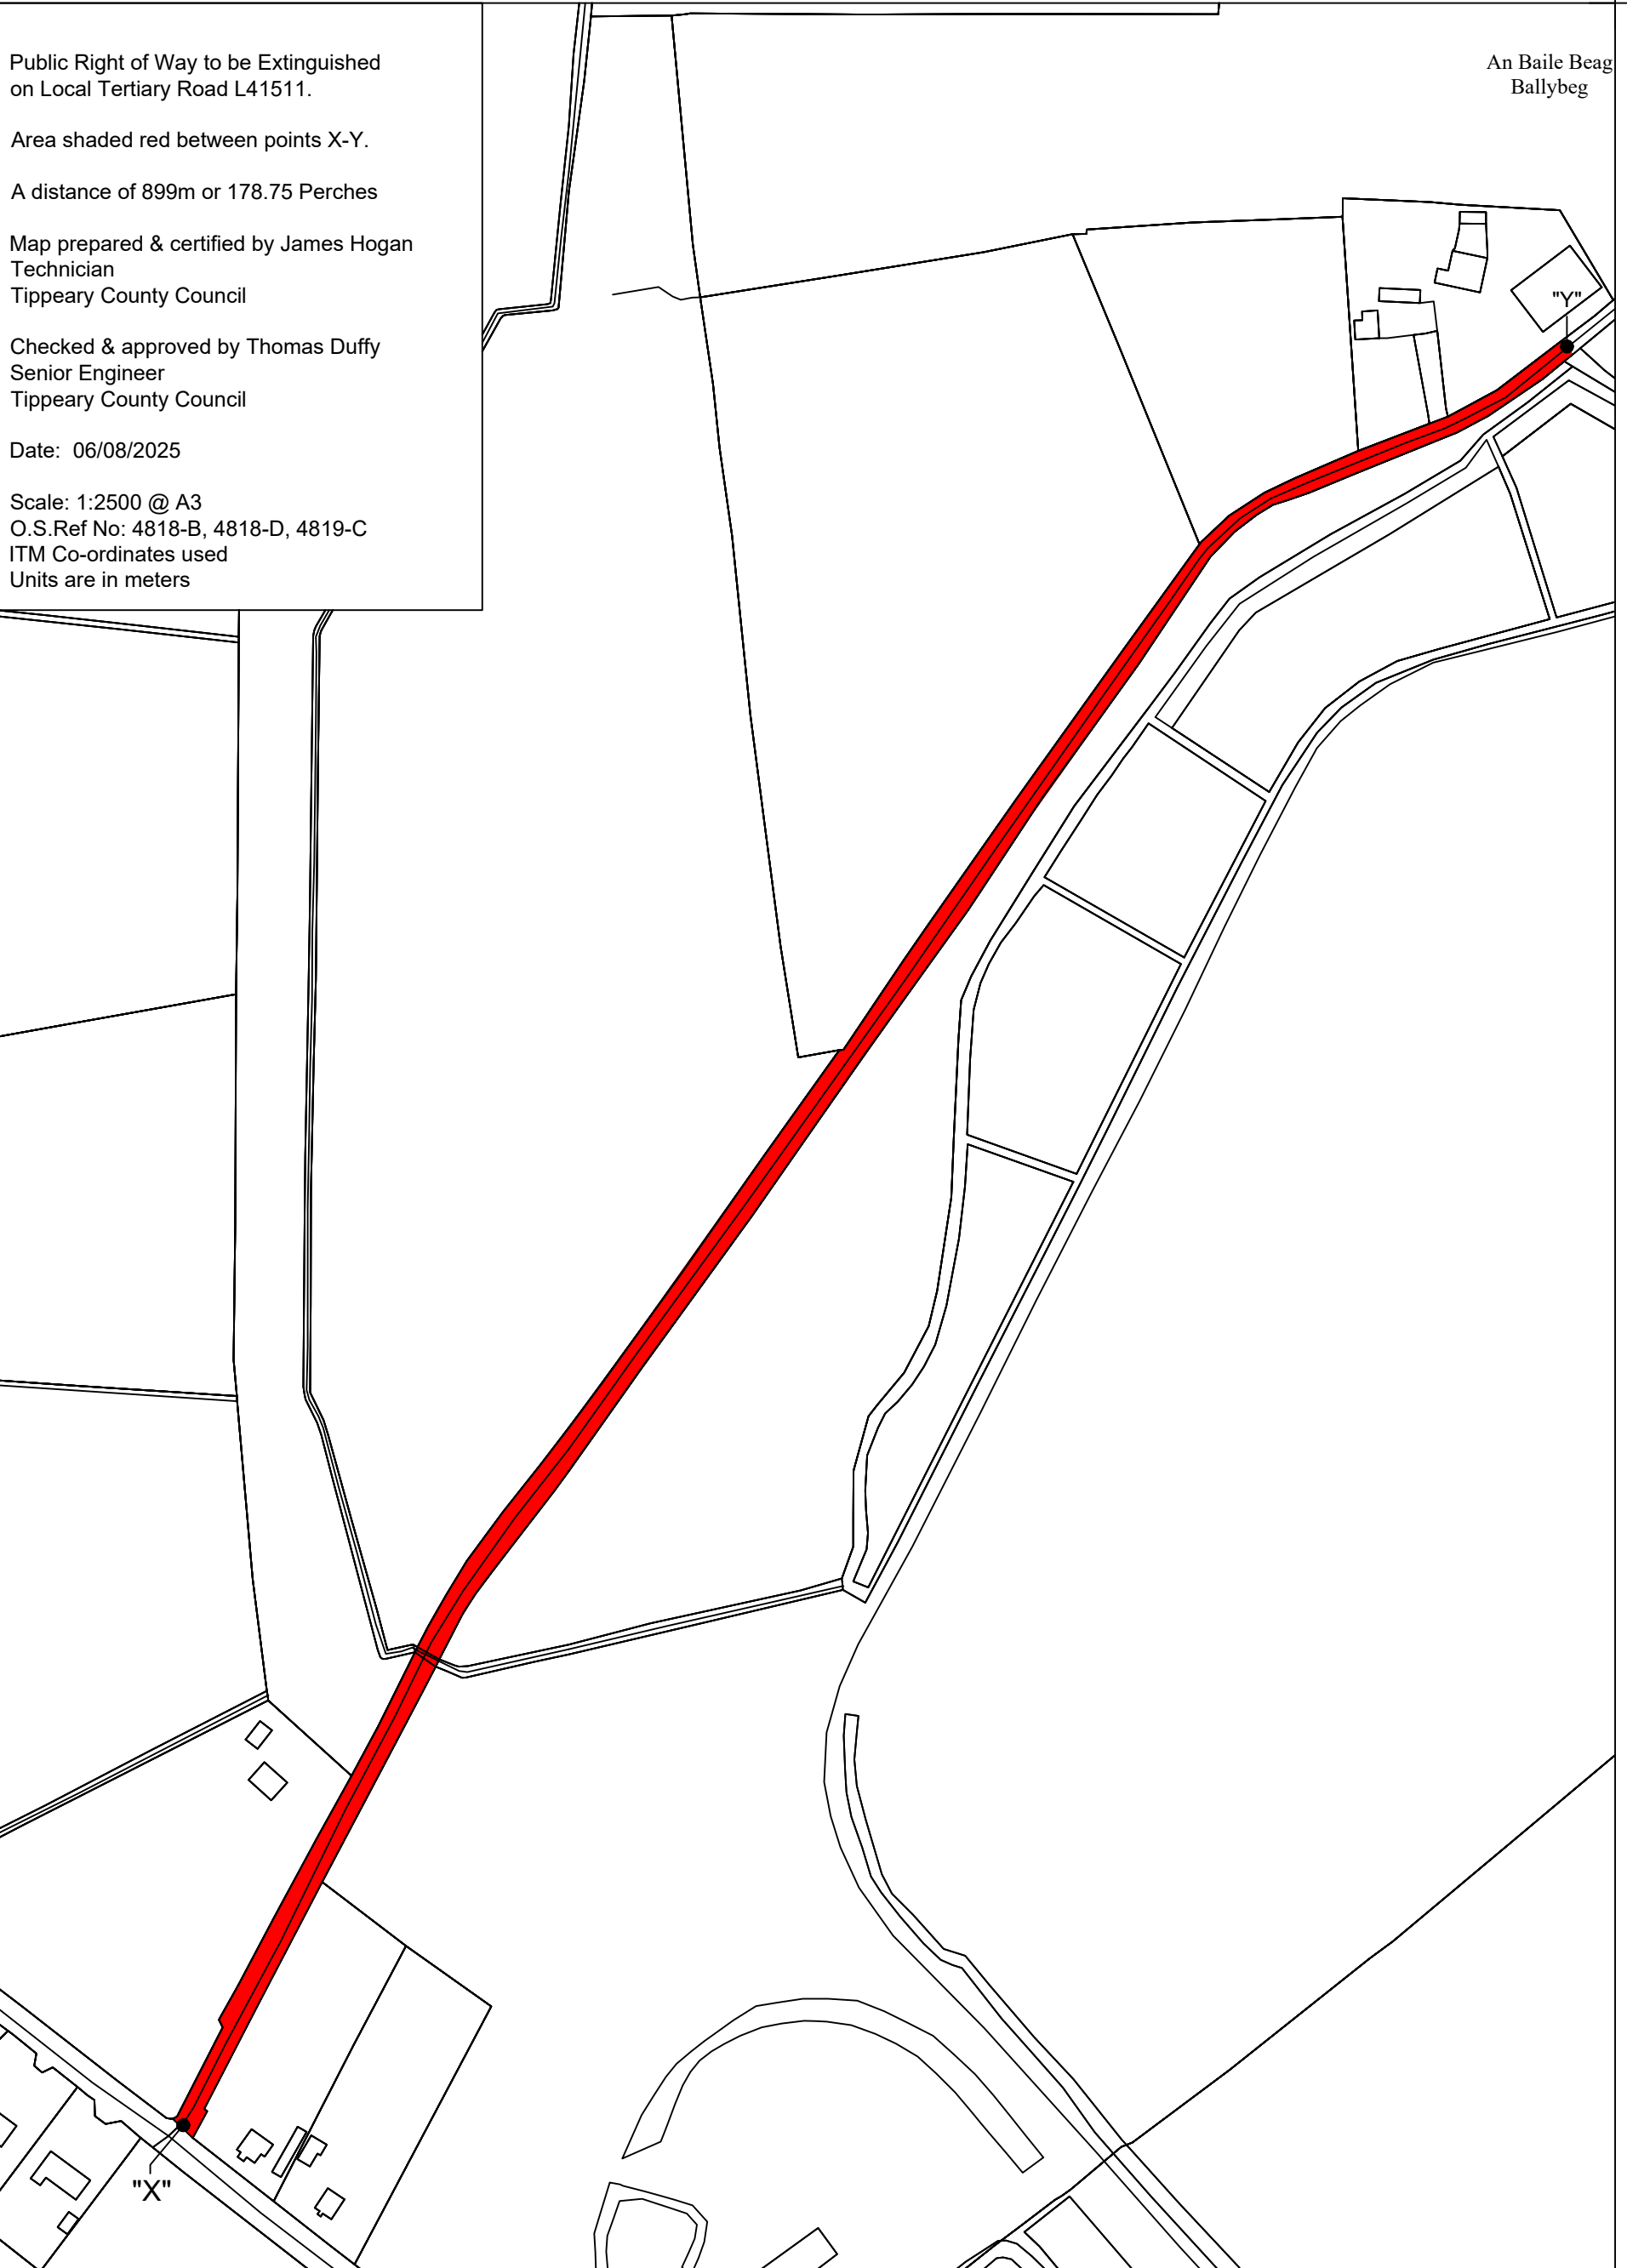 Public Right of Way to be Extinguished
on Local Tertiary Road L41511.
Area shaded red between points X-Y.
A distance of 899m or 178.75 Perches
Map prepared & certified by James Hogan
Technician
Tippeary County Council
Checked & approved by Thomas Duffy
Senior Engineer
Tippeary County Council
Date: 06/08/2025
Scale: 1:2500 @ A3
O.S.Ref No: 4818-B, 4818-D, 4819-C
ITM Co-ordinates used
Units are in meters
An Baile Beag
Ballybeg
"Y"
"X"